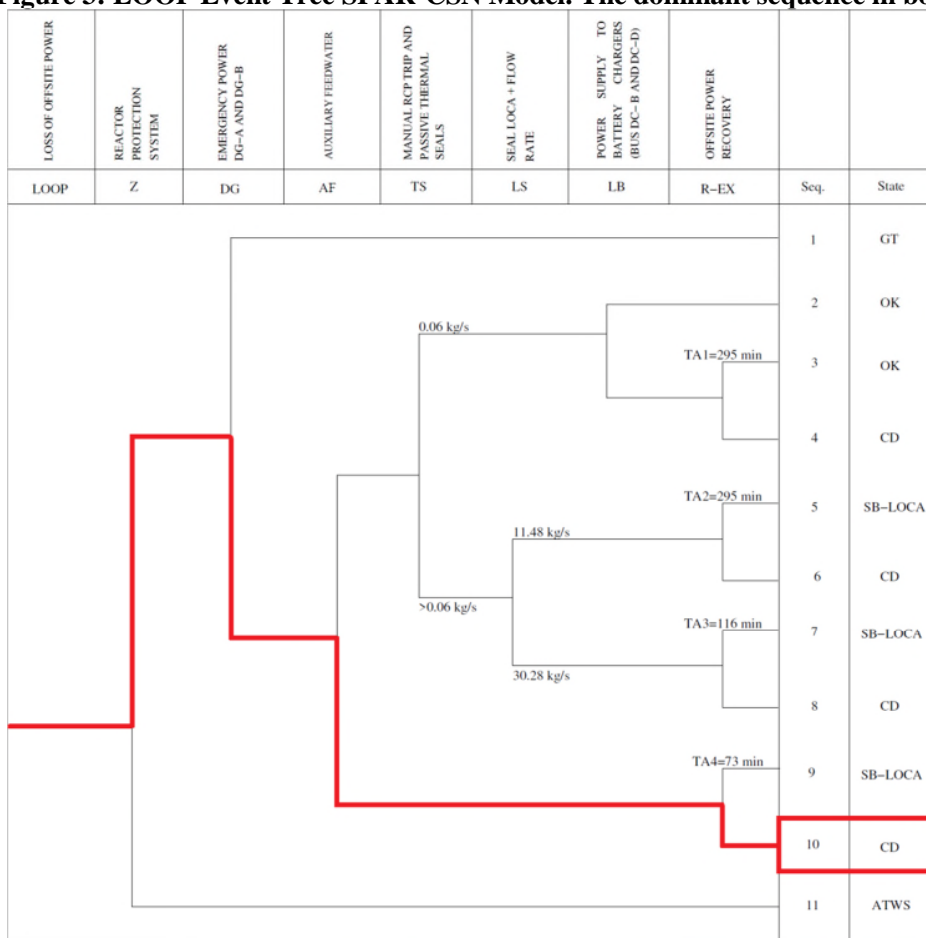 Figure 3. LOOP Event Tree SPAR-CSN Model. The dominant sequence in bo
LOSS OF OFFSITE POWER
REACTOR
PROTECTION
SYSTEM
EMERGENCY POWER
DG-A AND DG-B
AUXILIARY FEEDWATER
MANUAL RCP TRIP AND
PASSIVE THERMAL
SEALS
SEAL LOCA + FLOW
RATE
POWER SUPPLY TO
BATTERY CHARGERS
(BUS DC-B AND DC-D)
OFFSITE POWER
RECOVERY
LOOP Z DG AF TS LS LB R-EX Seq. State
1 GT
2 OK
0.06 kg/s
TA1=295 min
3 OK
4 CD
TA2=295 min
5 SB-LOCA
11.48 kg/s
6 CD
>0.06 kg/s
TA3=116 min
7 SB-LOCA
30.28 kg/s
8 CD
TA4=73 min
9 SB-LOCA
10 CD
11 ATWS